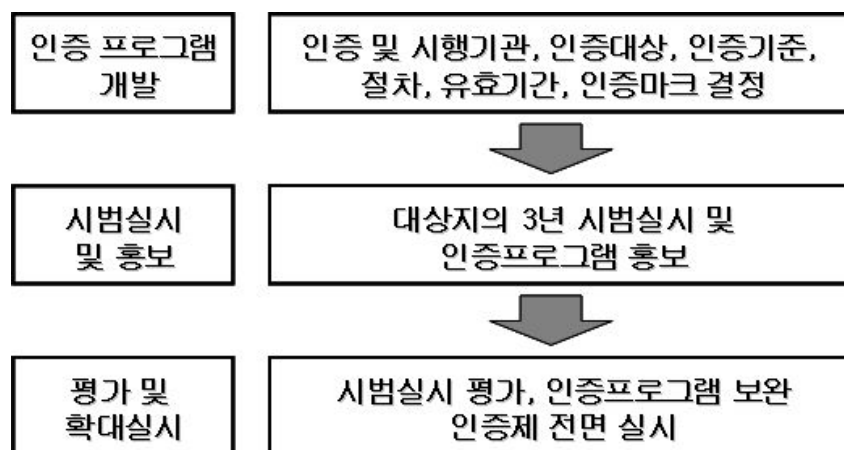 인증 프로그램
개발
인증 및 시행기관, 인증대상, 인증기준,
절차, 유효기간, 인증마크 결정
시범실시
및 홍보
대상지의 3년 시범실시 및
인증프로그램 홍보
평가 및
확대실시
시범실시 평가, 인증프로그램 보완
인증제 전면 실시